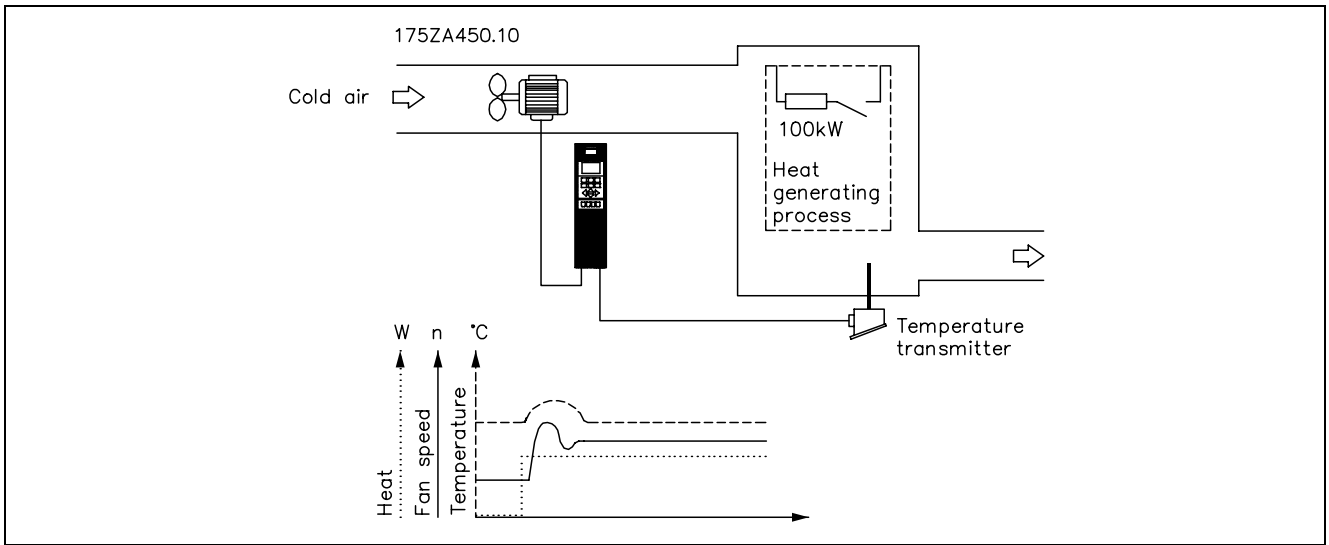 175ZA450.10
Cold air
100kW
Heat
generating
process
Temperature
transmitter
W n °C
Heat
Fan speed
Temperature